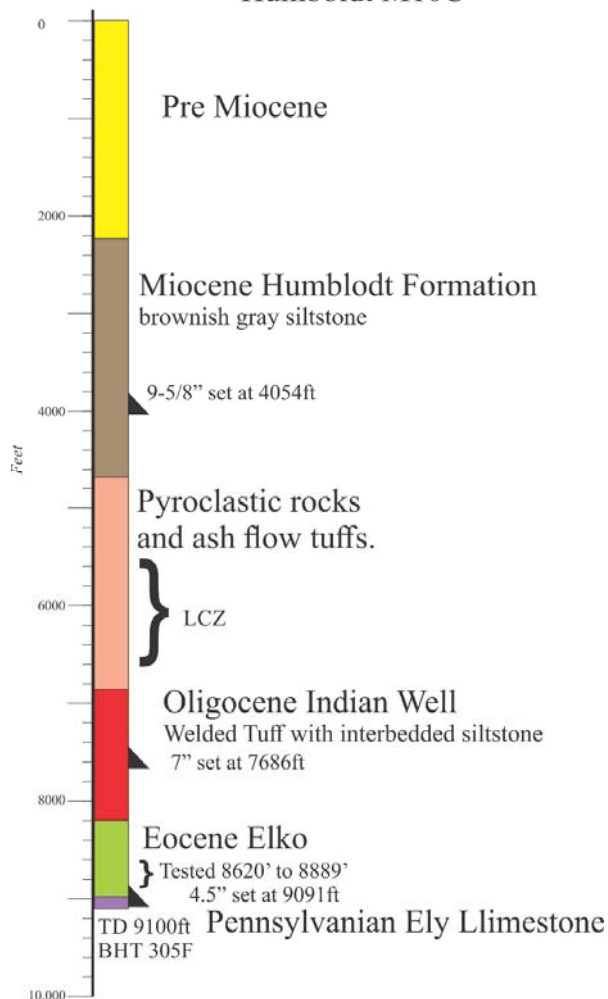 0
Pre Miocene
2000
Miocene Humblodt Formation
brownish gray siltstone
9-5/8” set at 4054ft
4000
Feet
Pyroclastic rocks
and ash flow tuffs.
6000
LCZ
Oligocene Indian Well
Welded Tuff with interbedded siltstone
7” set at 7686ft
8000
Eocene Elko
Tested 8620’ to 8889’
4.5” set at 9091ft
Pennsylvanian Ely Llimestone
TD 9100ft
BHT 305F
10,000